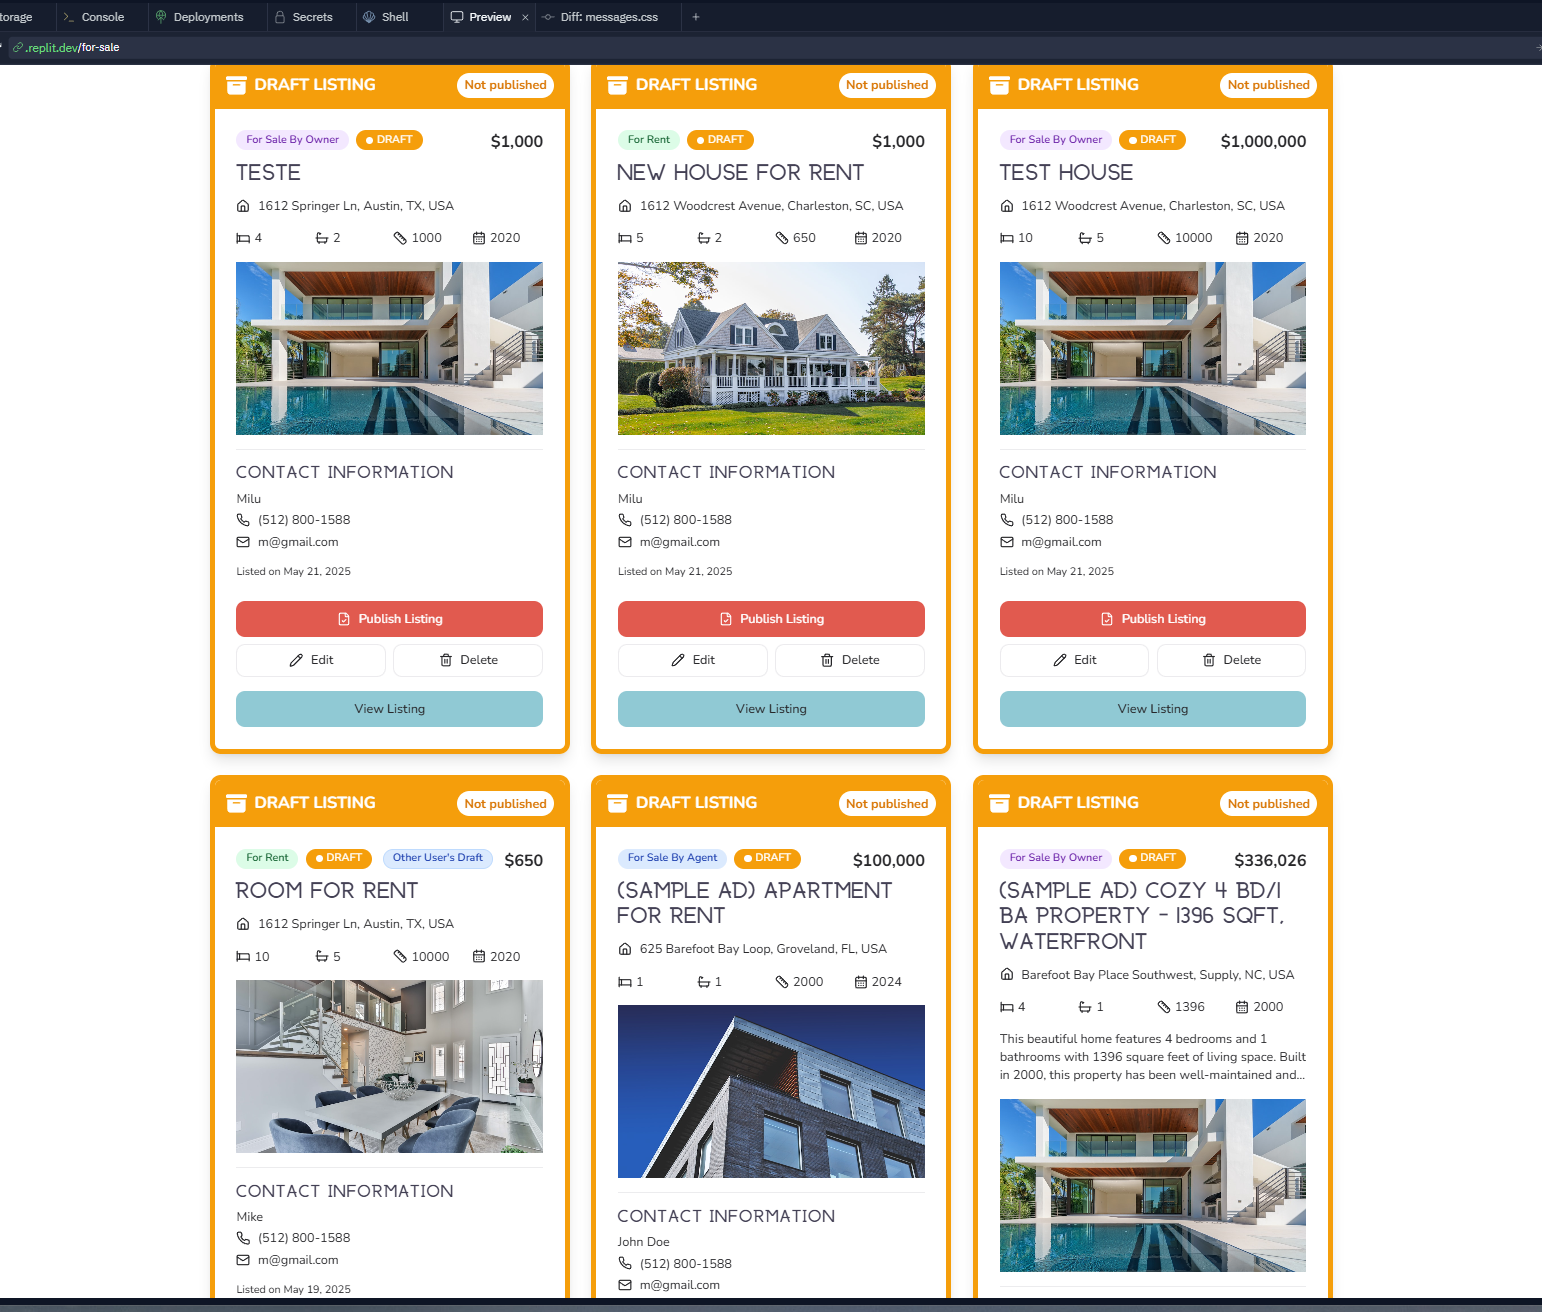 torage
Console
Deployments
Secrets
Shell
Preview
Diff: messages.css
.replit.dev/for-sale
DRAFT LISTING
Not published
For Sale By Owner
DRAFT
$1,000
TESTE
1612 Springer Ln, Austin, TX, USA
4 2 1000 2020
CONTACT INFORMATION
Milu
(512) 800-1588
m@gmail.com
Listed on May 21, 2025
Publish Listing
Edit
Delete
View Listing
DRAFT LISTING
Not published
For Rent
DRAFT
$1,000
NEW HOUSE FOR RENT
1612 Woodcrest Avenue, Charleston, SC, USA
5 2 650 2020
CONTACT INFORMATION
Milu
(512) 800-1588
m@gmail.com
Listed on May 21, 2025
Publish Listing
Edit
Delete
View Listing
DRAFT LISTING
Not published
For Sale By Owner
DRAFT
$1,000,000
TEST HOUSE
1612 Woodcrest Avenue, Charleston, SC, USA
10 5 10000 2020
CONTACT INFORMATION
Milu
(512) 800-1588
m@gmail.com
Listed on May 21, 2025
Publish Listing
Edit
Delete
View Listing
DRAFT LISTING
Not published
For Rent
DRAFT
Other User's Draft
$650
ROOM FOR RENT
1612 Springer Ln, Austin, TX, USA
10 5 10000 2020
CONTACT INFORMATION
Mike
(512) 800-1588
m@gmail.com
Listed on May 19, 2025
DRAFT LISTING
Not published
For Sale By Agent
DRAFT
$100,000
(SAMPLE AD) APARTMENT
FOR RENT
625 Barefoot Bay Loop, Groveland, FL, USA
1 1 2000 2024
CONTACT INFORMATION
John Doe
(512) 800-1588
m@gmail.com
DRAFT LISTING
Not published
For Sale By Owner
DRAFT
$336,026
(SAMPLE AD) COZY 4 BD/1
BA PROPERTY - 1396 SQFT,
WATERFRONT
Barefoot Bay Place Southwest, Supply, NC, USA
4 1 1396 2000
This beautiful home features 4 bedrooms and 1
bathrooms with 1396 square feet of living space. Built
in 2000, this property has been well-maintained and...